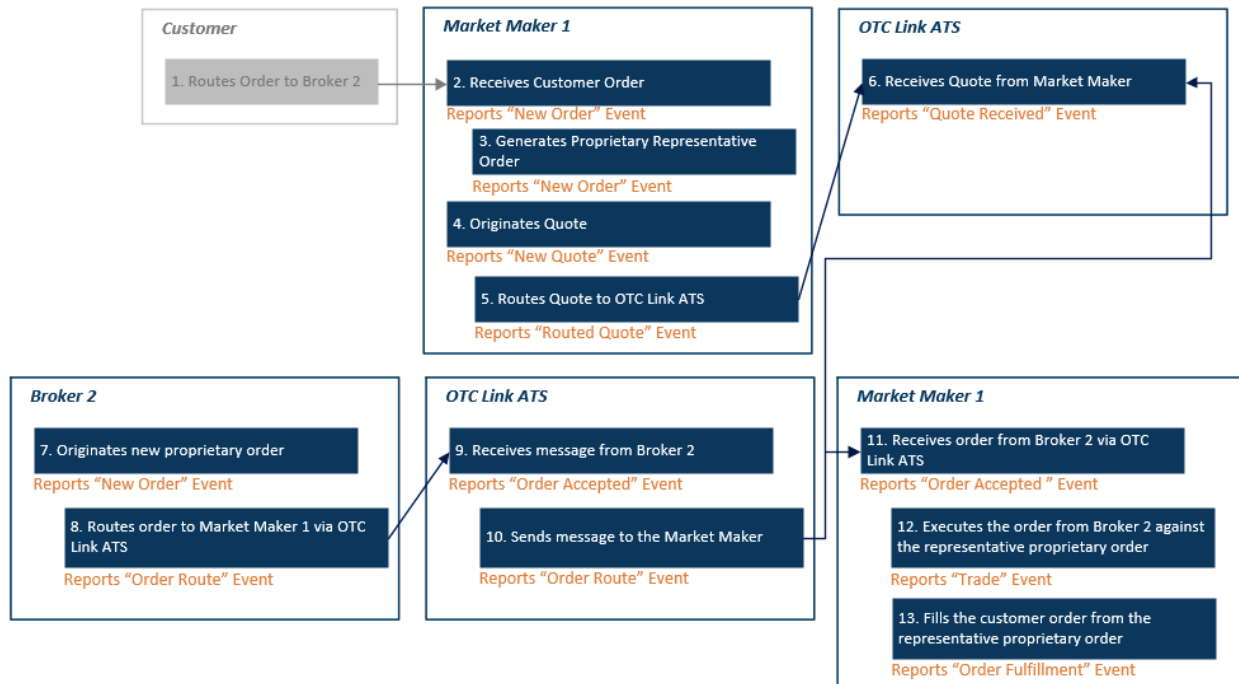 Customer
1. Routes Order to Broker 2
Market Maker 1
2. Receives Customer Order
Reports “New Order” Event
3. Generates Proprietary Representative
Order
Reports “New Order” Event
4. Originates Quote
Reports “New Quote” Event
5. Routes Quote to OTC Link ATS
Reports “Routed Quote” Event
OTC Link ATS
6. Receives Quote from Market Maker
Reports “Quote Received” Event
Broker 2
7. Originates new proprietary order
Reports “New Order” Event
8. Routes order to Market Maker 1 via OTC
Link ATS
Reports “Order Route” Event
OTC Link ATS
9. Receives message from Broker 2
Reports “Order Accepted” Event
10. Sends message to the Market Maker
Reports “Order Route” Event
Market Maker 1
11. Receives order from Broker 2 via OTC
Link ATS
Reports “Order Accepted ” Event
12. Executes the order from Broker 2 against
the representative proprietary order
Reports “Trade” Event
13. Fills the customer order from the
representative proprietary order
Reports “Order Fulfillment” Event